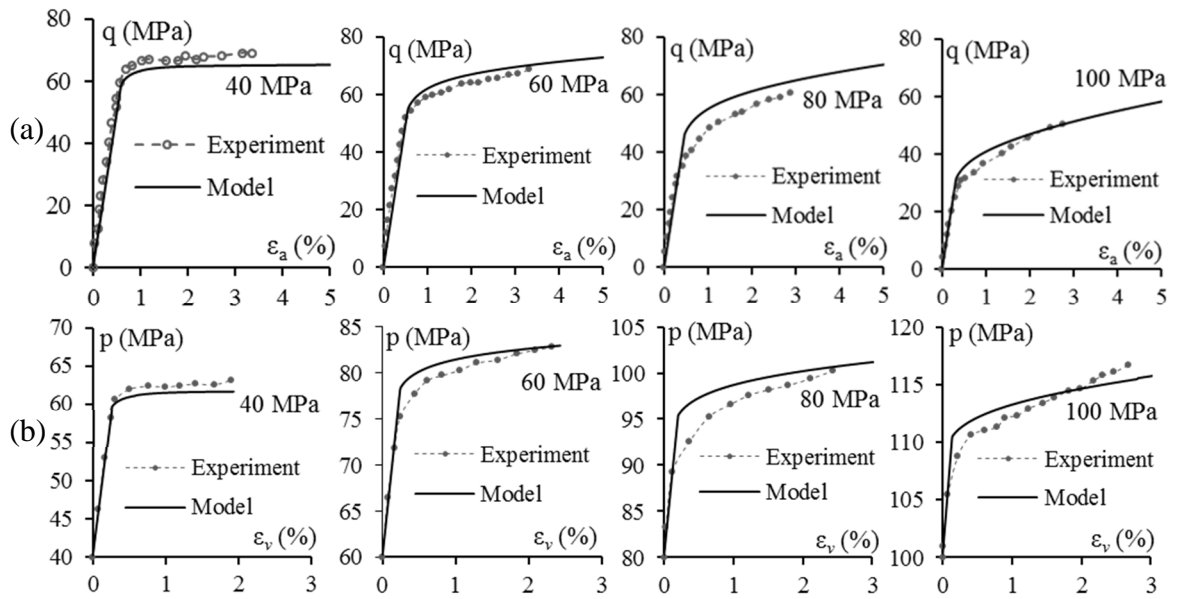 (a)
q (MPa)
80
60
40
20
0
40 MPa
Experiment
Model
εa (%)
0 1 2 3 4 5
q (MPa)
80
60
40
20
0
60 MPa
Experiment
Model
εa (%)
0 1 2 3 4 5
q (MPa)
80
60
40
20
0
80 MPa
Experiment
Model
εa (%)
0 1 2 3 4 5
q (MPa)
80
60
40
20
0
100 MPa
Experiment
Model
εa (%)
0 1 2 3 4 5
(b)
p (MPa)
70
65
60
55
50
45
40
40 MPa
Experiment
Model
εv (%)
0 1 2 3
p (MPa)
85
80
75
70
65
60
60 MPa
Experiment
Model
εv (%)
0 1 2 3
p (MPa)
105
100
95
90
85
80
80 MPa
Experiment
Model
εv (%)
0 1 2 3
p (MPa)
120
115
110
105
100
100 MPa
Experiment
Model
εv (%)
0 1 2 3